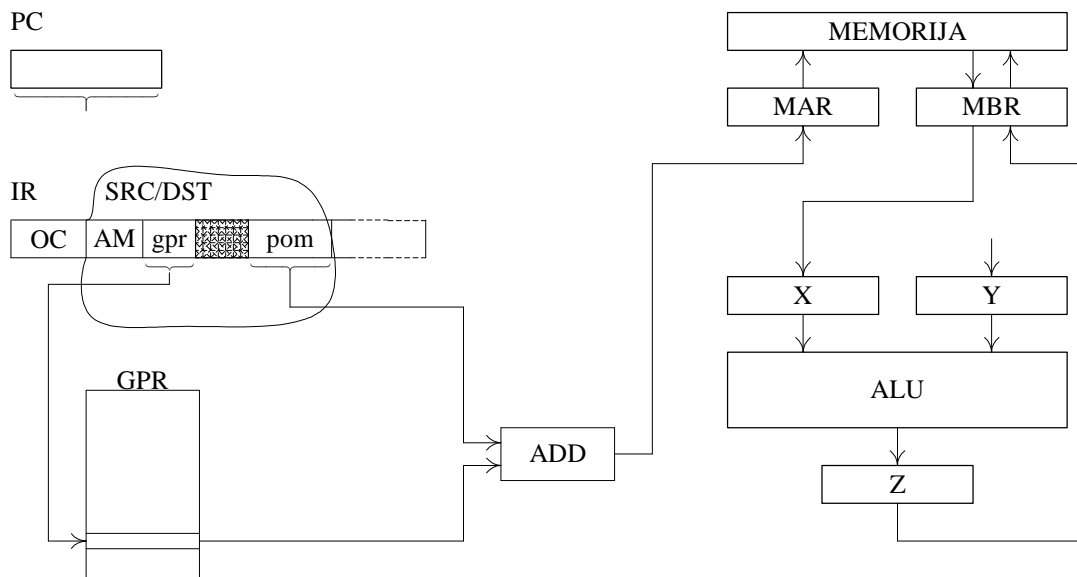 PC
MEMORIJA
MAR
MBR
IR
SRC/DST
OC
AM
gpr
pom
X
Y
GPR
ALU
ADD
Z